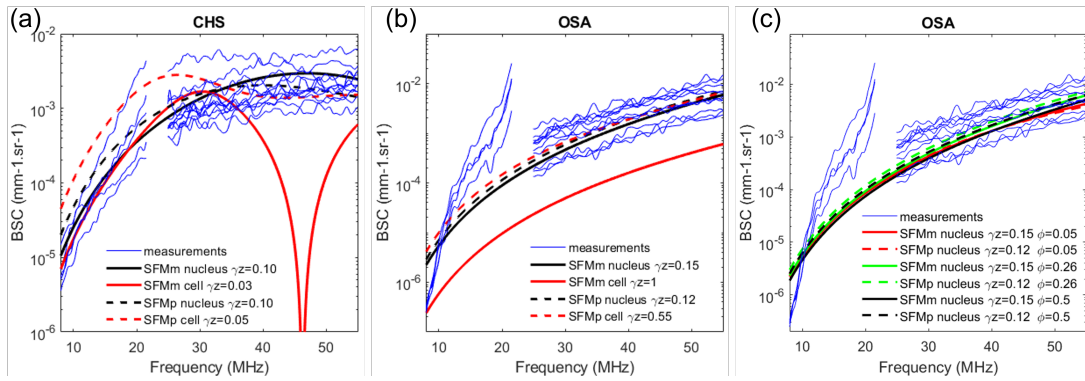 (a)
CHS
10^-2
10^-3
10^-4
10^-5
10^-6
BSC (mm-1.sr-1)
measurements
SFMm nucleus γz=0.10
SFMm cell γz=0.03
SFMp nucleus γz=0.10
SFMp cell γz=0.05
10 20 30 40 50
Frequency (MHz)
(b)
OSA
10^-2
10^-4
10^-6
BSC (mm-1.sr-1)
measurements
SFMm nucleus γz=0.15
SFMm cell γz=1
SFMp nucleus γz=0.12
SFMp cell γz=0.55
10 20 30 40 50
Frequency (MHz)
(c)
OSA
10^-2
10^-3
10^-4
10^-5
10^-6
BSC (mm-1.sr-1)
measurements
SFMm nucleus γz=0.15 ϕ=0.05
SFMp nucleus γz=0.12 ϕ=0.05
SFMm nucleus γz=0.15 ϕ=0.26
SFMp nucleus γz=0.12 ϕ=0.26
SFMm nucleus γz=0.15 ϕ=0.5
SFMp nucleus γz=0.12 ϕ=0.5
10 20 30 40 50
Frequency (MHz)